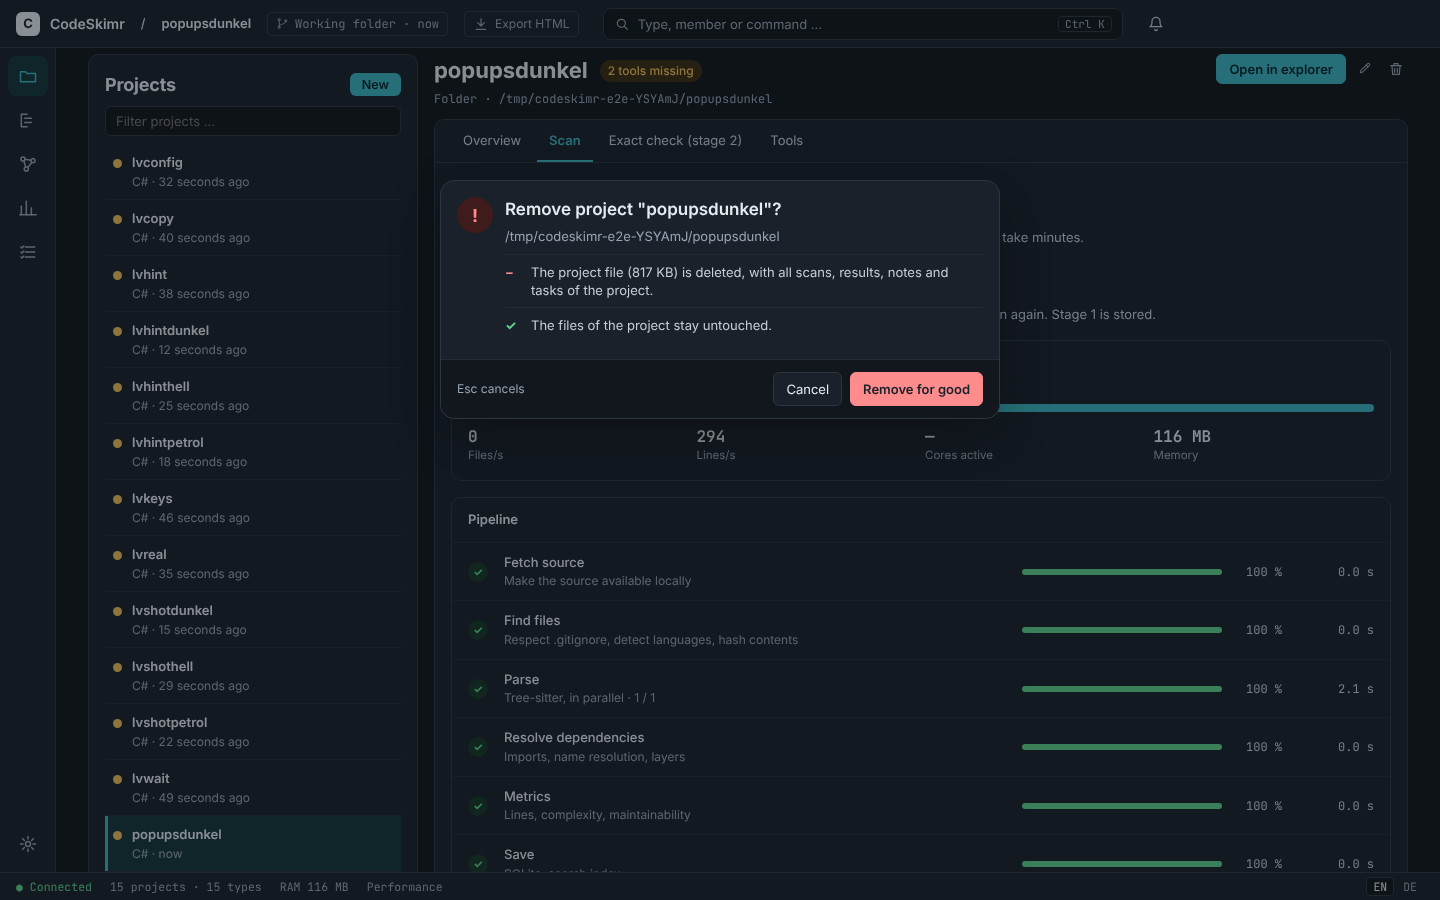 C CodeSkimr / popupsdunkel Working folder · now Export HTML Type, member or command ... Ctrl K
Projects
New
Filter projects ...
lvconfig
C# · 32 seconds ago
lvcopy
C# · 40 seconds ago
lvhint
C# · 38 seconds ago
lvhintdunkel
C# · 12 seconds ago
lvhinthell
C# · 25 seconds ago
lvhintpetrol
C# · 18 seconds ago
lvkeys
C# · 46 seconds ago
lvreal
C# · 35 seconds ago
lvshotdunkel
C# · 15 seconds ago
lvshothell
C# · 29 seconds ago
lvshotpetrol
C# · 22 seconds ago
lvwait
C# · 49 seconds ago
popupsdunkel
C# · now
popupsdunkel 2 tools missing
Open in explorer
Folder · /tmp/codeskimr-e2e-YSYAmJ/popupsdunkel
Overview Scan Exact check (stage 2) Tools
take minutes.
n again. Stage 1 is stored.
! Remove project "popupsdunkel"?
/tmp/codeskimr-e2e-YSYAmJ/popupsdunkel
– The project file (817 KB) is deleted, with all scans, results, notes and
tasks of the project.
The files of the project stay untouched.
Esc cancels Cancel Remove for good
0 294 – 116 MB
Files/s Lines/s Cores active Memory
Pipeline
Fetch source
Make the source available locally
100 % 0.0 s
Find files
Respect .gitignore, detect languages, hash contents
100 % 0.0 s
Parse
Tree-sitter, in parallel · 1 / 1
100 % 2.1 s
Resolve dependencies
Imports, name resolution, layers
100 % 0.0 s
Metrics
Lines, complexity, maintainability
100 % 0.0 s
Save
SQLite, search index
100 % 0.0 s
Connected 15 projects · 15 types RAM 116 MB Performance EN DE